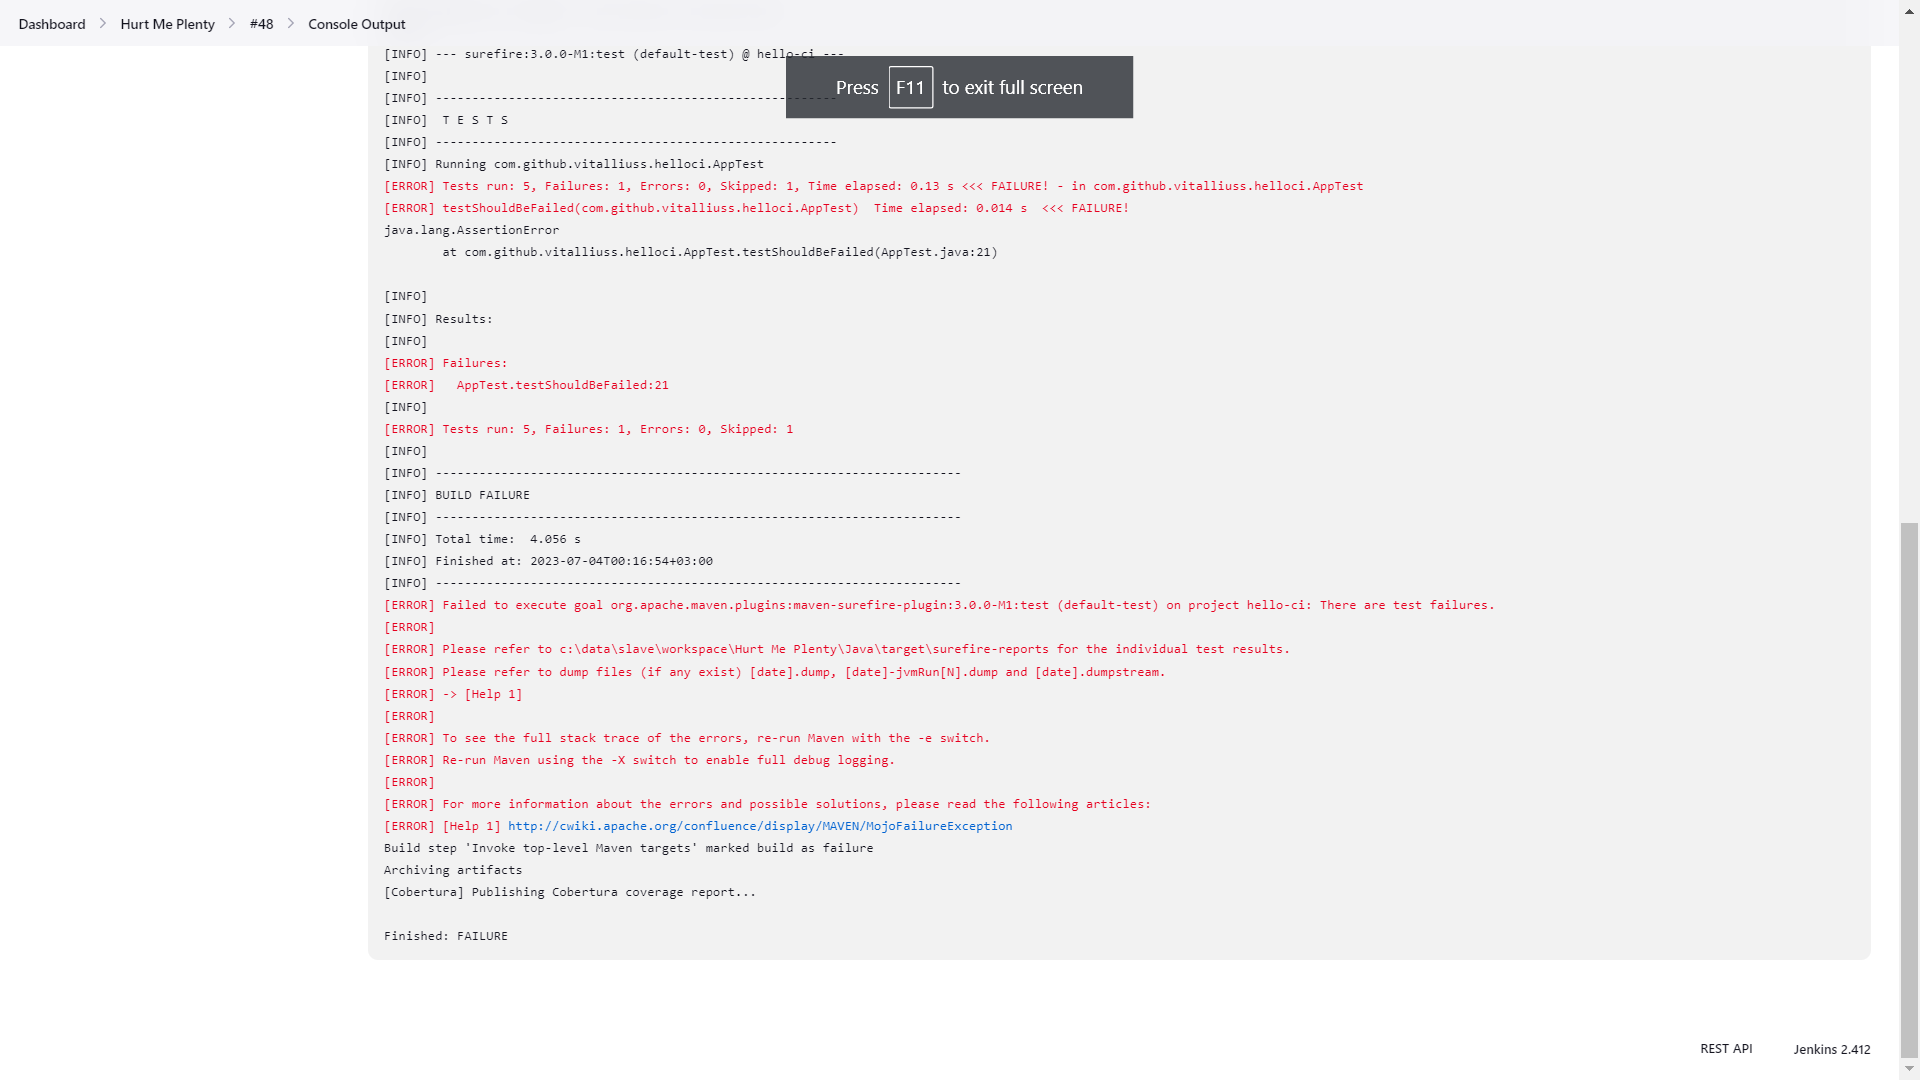 Dashboard > Hurt Me Plenty > #48 > Console Output
[INFO] --- surefire:3.0.0-M1:test (default-test) @ hello-ci ---
Press F11 to exit full screen
[INFO]
[INFO] -------------------------------------------------------
[INFO]  T E S T S
[INFO] -------------------------------------------------------
[INFO] Running com.github.vitalliuss.helloci.AppTest
[ERROR] Tests run: 5, Failures: 1, Errors: 0, Skipped: 1, Time elapsed: 0.13 s <<< FAILURE! - in com.github.vitalliuss.helloci.AppTest
[ERROR] testShouldBeFailed(com.github.vitalliuss.helloci.AppTest)  Time elapsed: 0.014 s  <<< FAILURE!
java.lang.AssertionError
	at com.github.vitalliuss.helloci.AppTest.testShouldBeFailed(AppTest.java:21)
[INFO]
[INFO] Results:
[INFO]
[ERROR] Failures:
[ERROR]   AppTest.testShouldBeFailed:21
[INFO]
[ERROR] Tests run: 5, Failures: 1, Errors: 0, Skipped: 1
[INFO]
[INFO] ------------------------------------------------------------------------
[INFO] BUILD FAILURE
[INFO] ------------------------------------------------------------------------
[INFO] Total time:  4.056 s
[INFO] Finished at: 2023-07-04T00:16:54+03:00
[INFO] ------------------------------------------------------------------------
[ERROR] Failed to execute goal org.apache.maven.plugins:maven-surefire-plugin:3.0.0-M1:test (default-test) on project hello-ci: There are test failures.
[ERROR]
[ERROR] Please refer to c:\data\slave\workspace\Hurt Me Plenty\Java\target\surefire-reports for the individual test results.
[ERROR] Please refer to dump files (if any exist) [date].dump, [date]-jvmRun[N].dump and [date].dumpstream.
[ERROR] -> [Help 1]
[ERROR]
[ERROR] To see the full stack trace of the errors, re-run Maven with the -e switch.
[ERROR] Re-run Maven using the -X switch to enable full debug logging.
[ERROR]
[ERROR] For more information about the errors and possible solutions, please read the following articles:
[ERROR] [Help 1] http://cwiki.apache.org/confluence/display/MAVEN/MojoFailureException
Build step 'Invoke top-level Maven targets' marked build as failure
Archiving artifacts
[Cobertura] Publishing Cobertura coverage report...
Finished: FAILURE
REST API
Jenkins 2.412